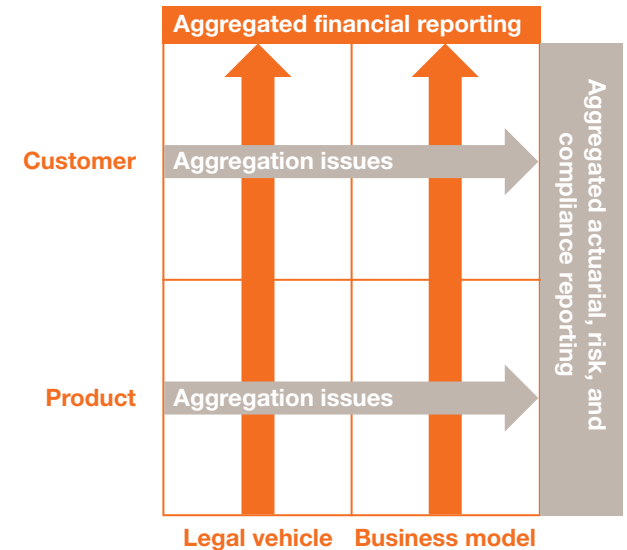 Aggregated financial reporting
Customer
Aggregation issues
Aggregated actuarial, risk, and
compliance reporting
Product
Aggregation issues
Legal vehicle
Business model